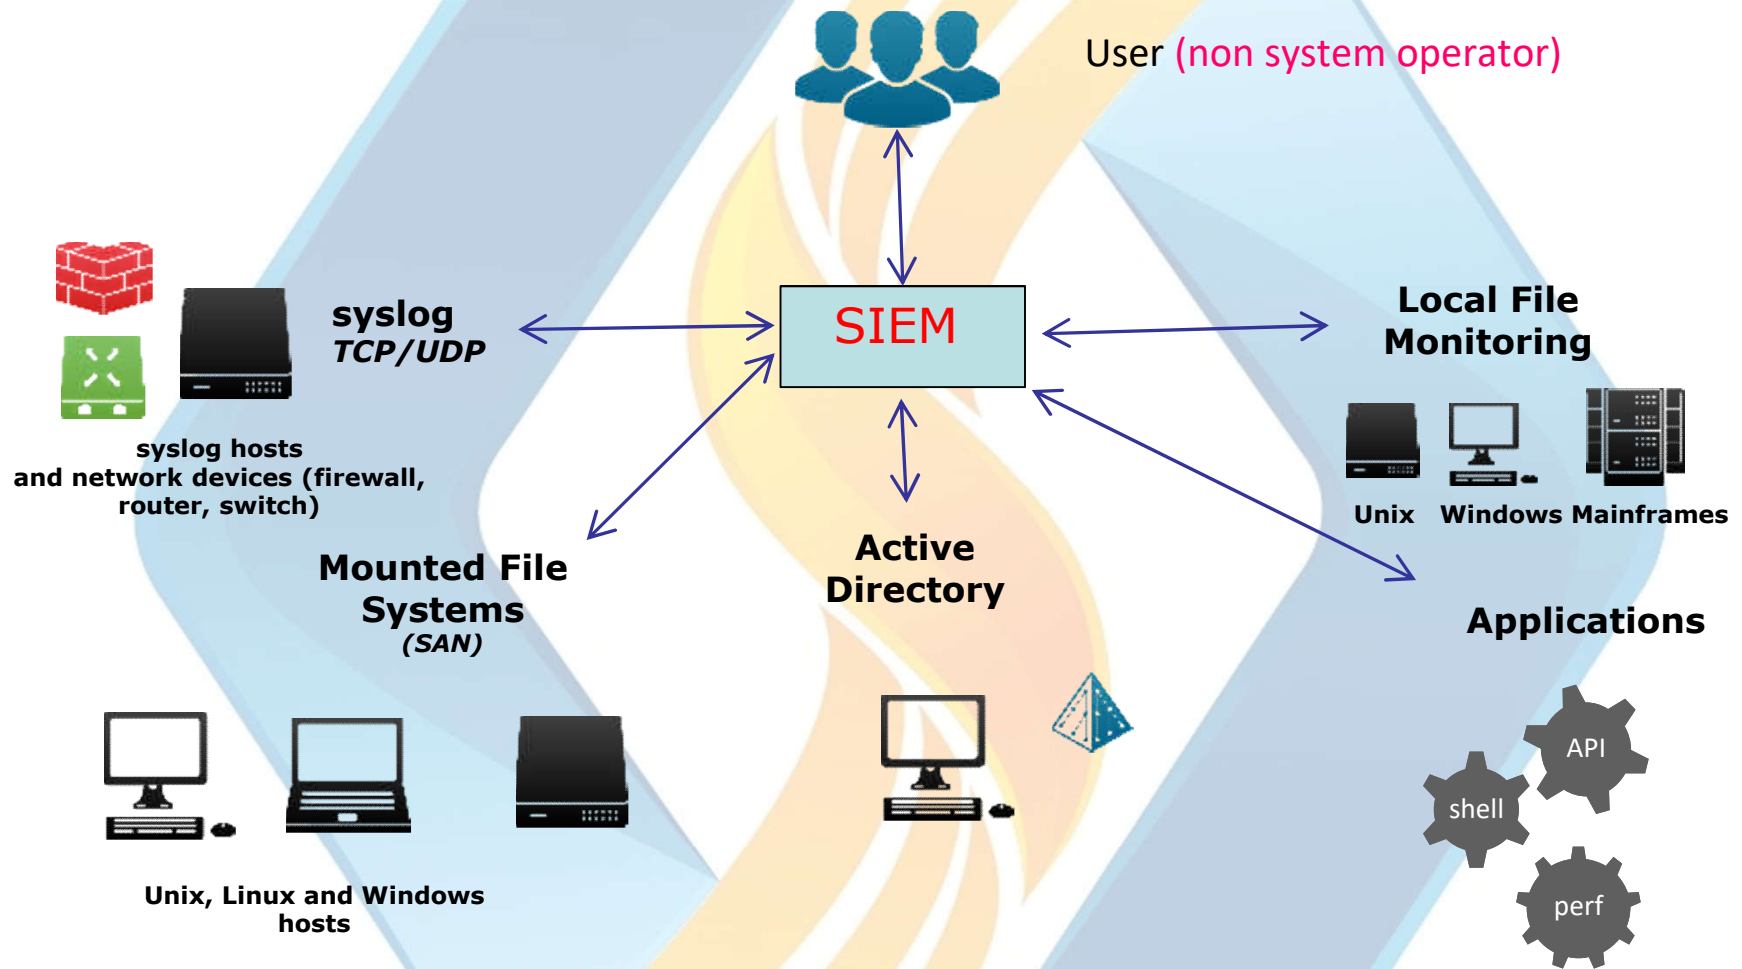 User (non system operator)
SIEM
syslog
TCP/UDP
syslog hosts
and network devices (firewall,
router, switch)
Local File
Monitoring
Unix
Windows
Mainframes
Mounted File
Systems
(SAN)
Active
Directory
Applications
API
shell
perf
Unix, Linux and Windows
hosts